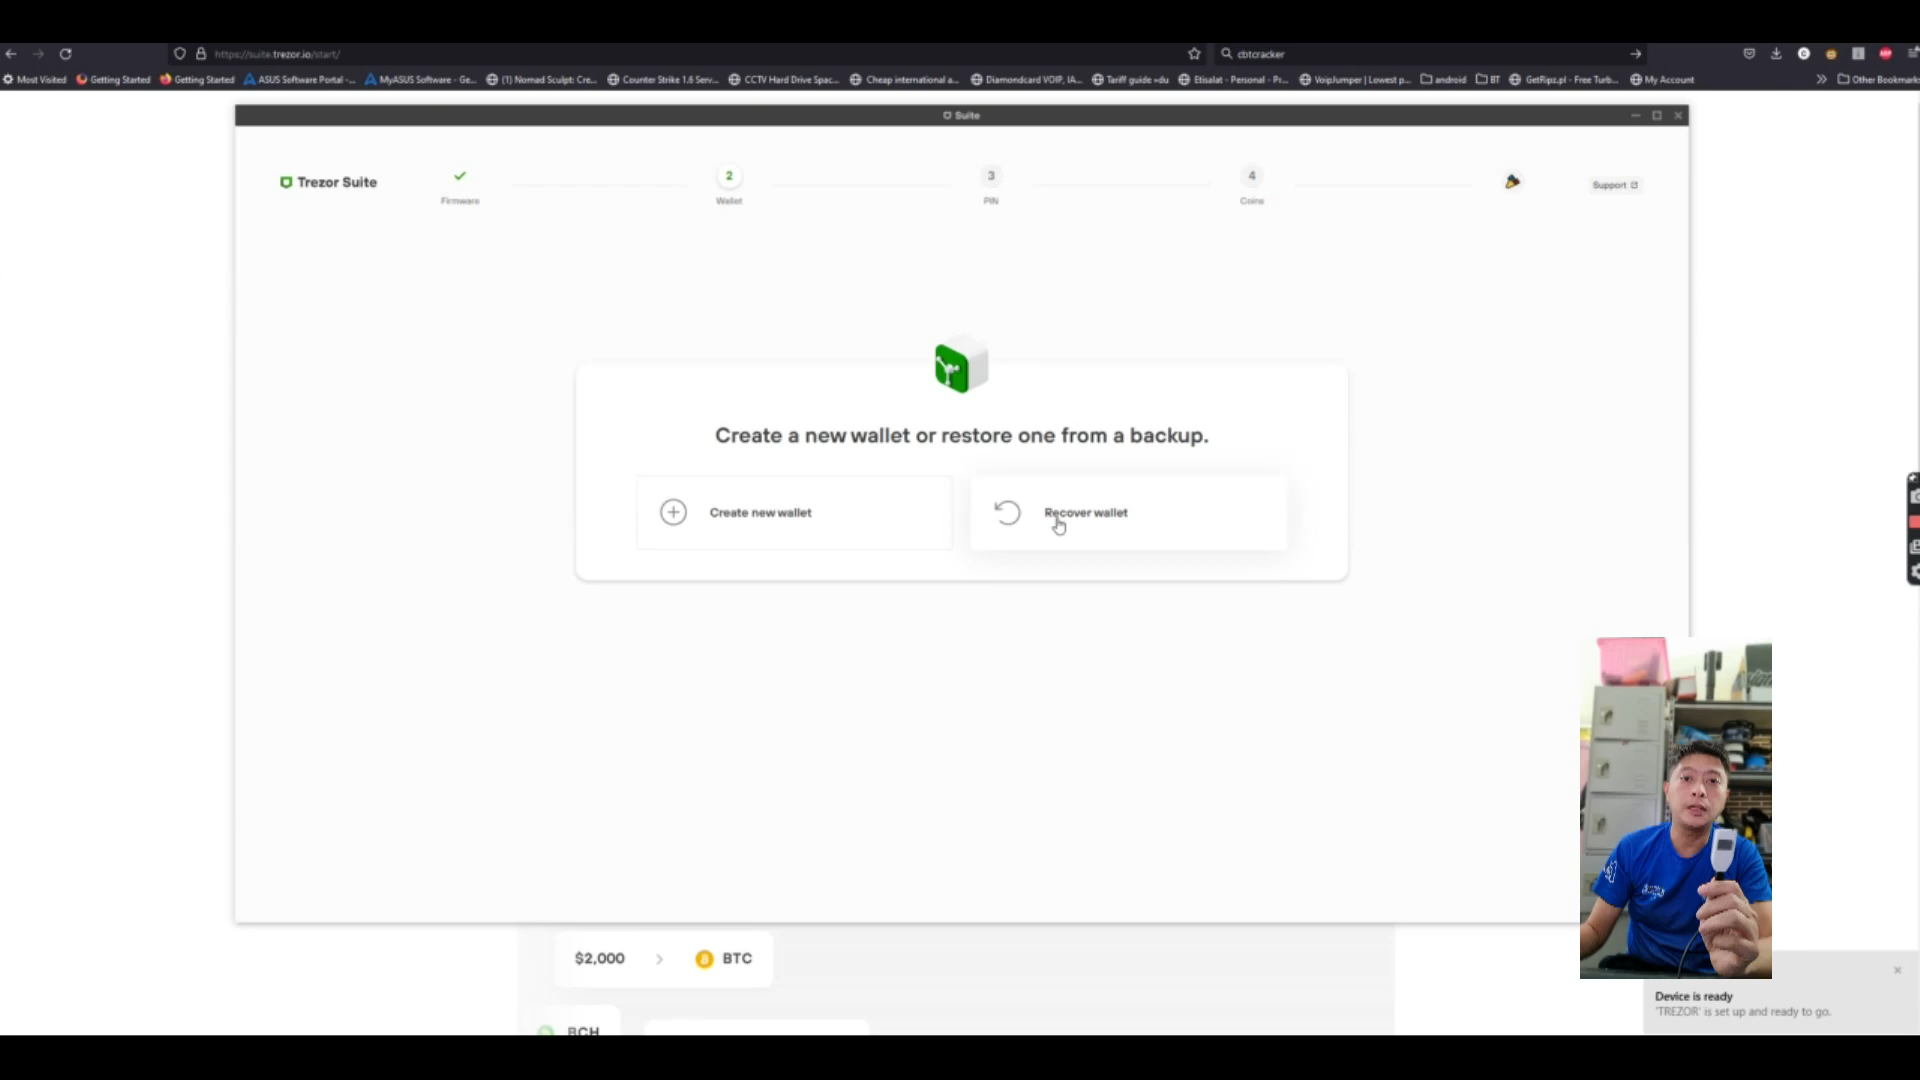 https://suite.trezor.io/start/
cbtcracker
Most Visited
Getting Started
Getting Started
ASUS Software Portal -...
MyASUS Software - Ge...
(1) Nomad Sculpt: Cre...
Counter Strike 1.6 Serv...
CCTV Hard Drive Spac...
Cheap international a...
Diamondcard VOIP, IA...
Tariff guide »du
Etisalat - Personal - Pr...
VoipJumper | Lowest p...
android
BT
GetRipz.pl - Free Turb...
My Account
Other Bookmarks
Suite
Trezor Suite
Firmware
2
Wallet
3
PIN
4
Coins
Support
Create a new wallet or restore one from a backup.
Create new wallet
Recover wallet
$2,000
BTC
BCH
Device is ready
'TREZOR' is set up and ready to go.